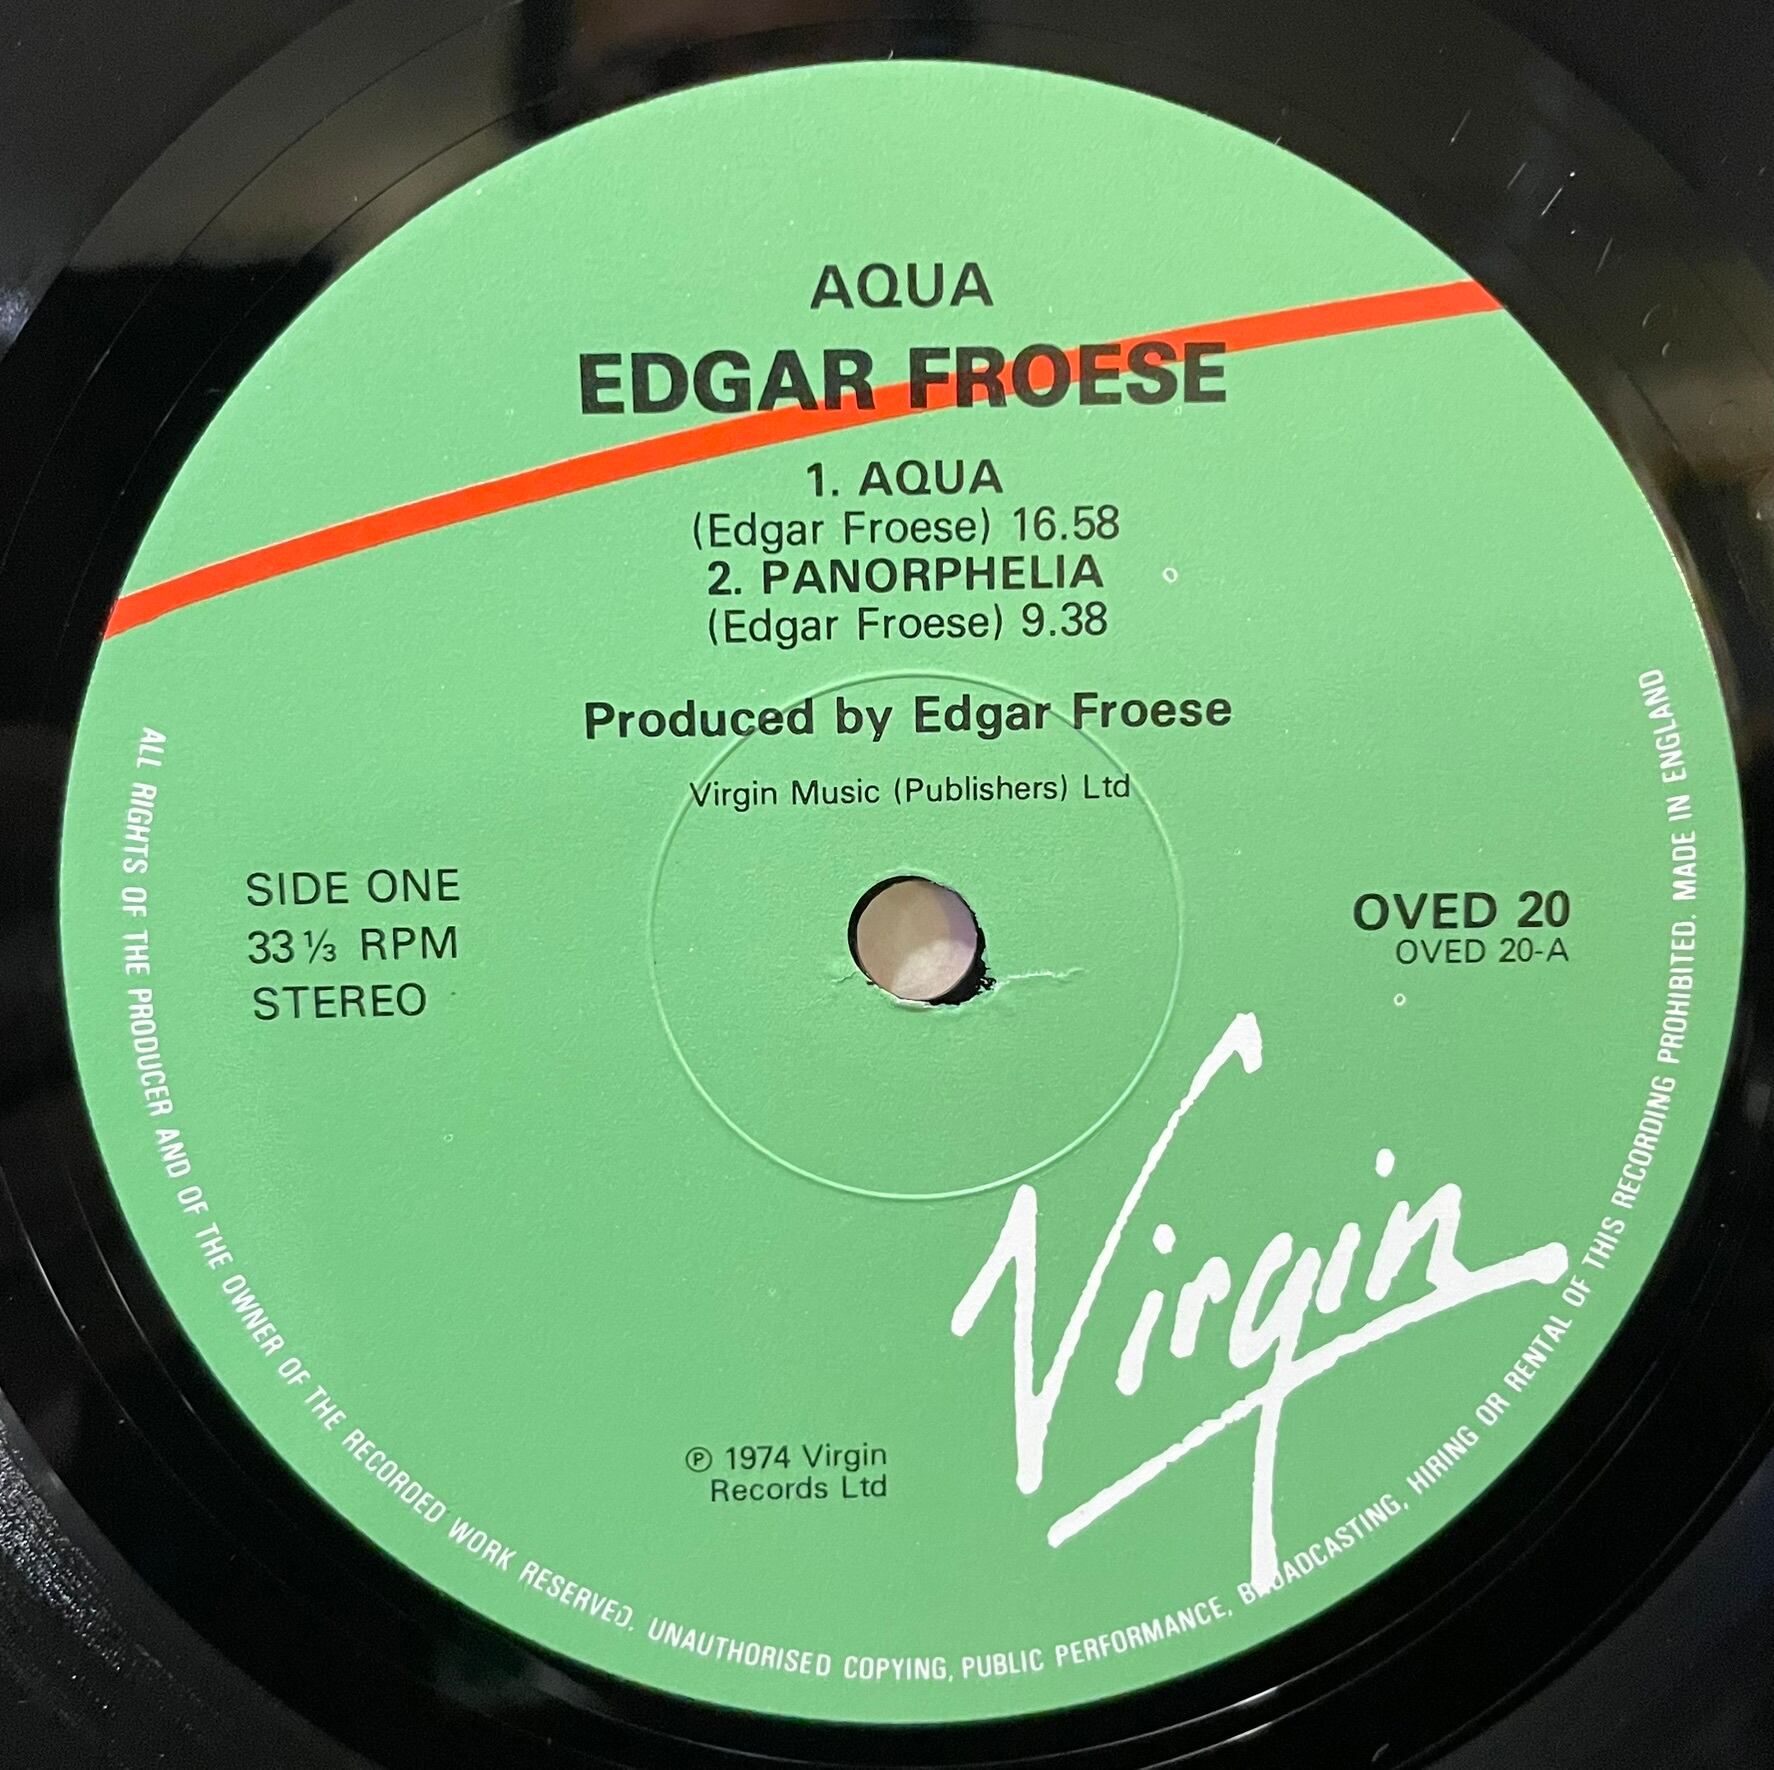 AQUA
EDGAR FROESE
1. AQUA
(Edgar Froese) 16.58
2. PANORPHELIA
(Edgar Froese) 9.38
Produced by Edgar Froese
Virgin Music (Publishers) Ltd
SIDE ONE
33 ⅓ RPM
STEREO
OVED 20
OVED 20-A
Virgin
℗ 1974 Virgin
Records Ltd
ALL RIGHTS OF THE PRODUCER AND OF THE OWNER OF THE RECORDED WORK RESERVED. UNAUTHORISED COPYING, PUBLIC PERFORMANCE, BROADCASTING, HIRING OR RENTAL OF THIS RECORDING PROHIBITED. MADE IN ENGLAND